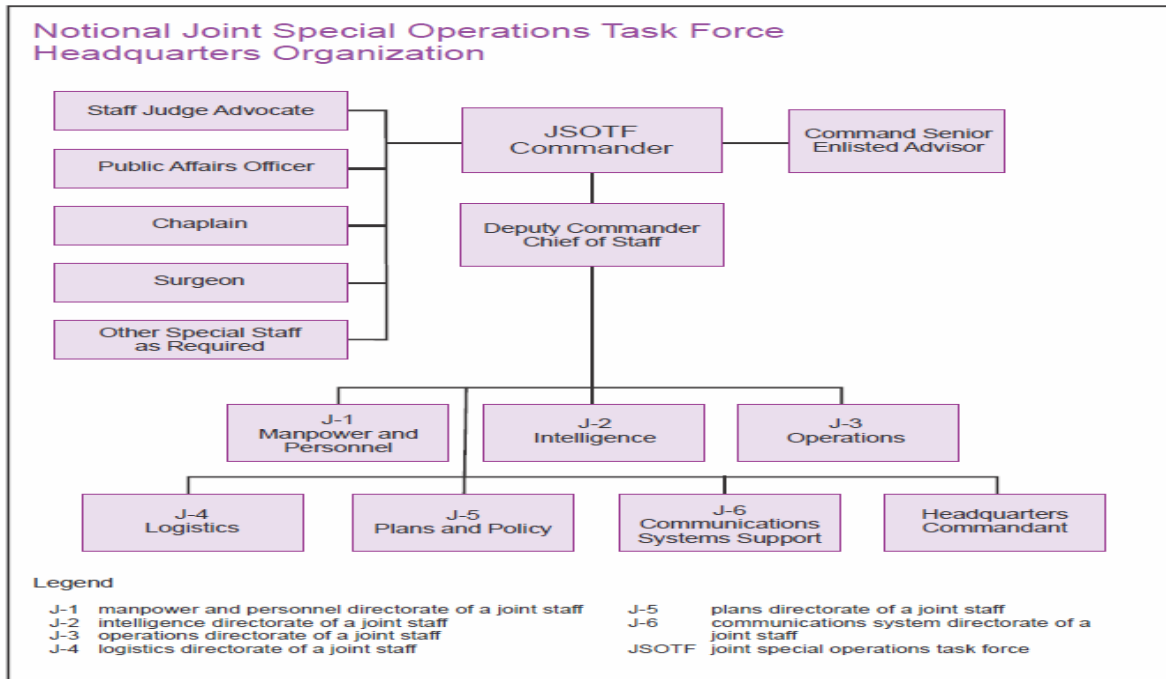 Notional Joint Special Operations Task Force
Headquarters Organization
Staff Judge Advocate
Public Affairs Officer
Chaplain
Surgeon
Other Special Staff
as Required
JSOTF
Commander
Command Senior
Enlisted Advisor
Deputy Commander
Chief of Staff
J-1
Manpower and
Personnel
J-2
Intelligence
J-3
Operations
J-4
Logistics
J-5
Plans and Policy
J-6
Communications
Systems Support
Headquarters
Commandant
Legend
J-1 manpower and personnel directorate of a joint staff
J-2 intelligence directorate of a joint staff
J-3 operations directorate of a joint staff
J-4 logistics directorate of a joint staff
J-5 plans directorate of a joint staff
J-6 communications system directorate of a
joint staff
JSOTF joint special operations task force